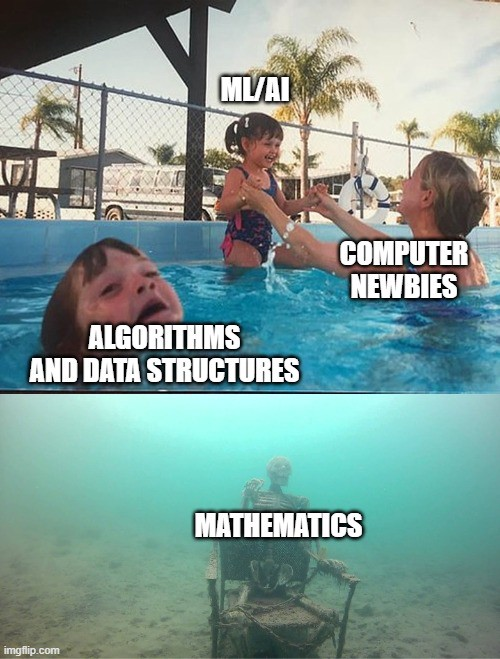 ML/AI
COMPUTER
NEWBIES
ALGORITHMS
AND DATA STRUCTURES
MATHEMATICS
imgflip.com